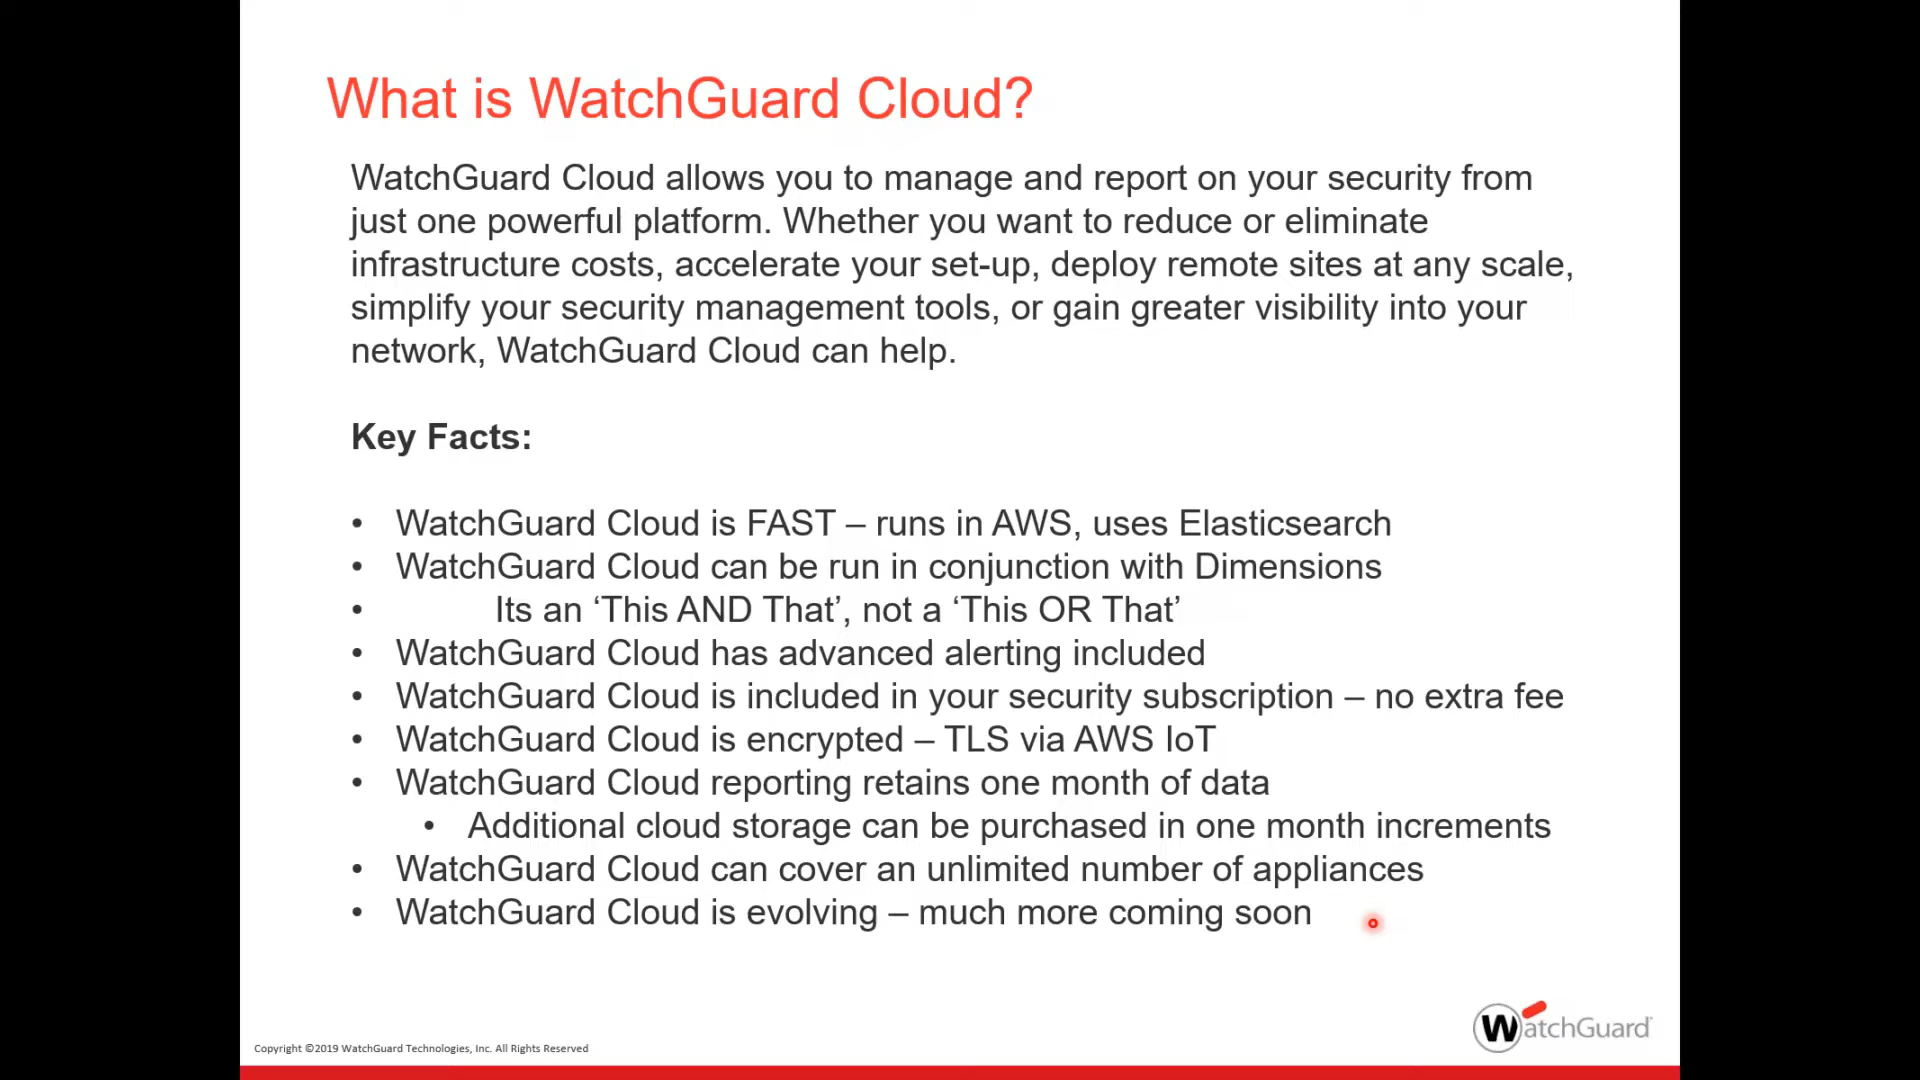 What is WatchGuard Cloud?
WatchGuard Cloud allows you to manage and report on your security from
just one powerful platform. Whether you want to reduce or eliminate
infrastructure costs, accelerate your set-up, deploy remote sites at any scale,
simplify your security management tools, or gain greater visibility into your
network, WatchGuard Cloud can help.
Key Facts:
• WatchGuard Cloud is FAST – runs in AWS, uses Elasticsearch
• WatchGuard Cloud can be run in conjunction with Dimensions
• Its an ‘This AND That’, not a ‘This OR That’
• WatchGuard Cloud has advanced alerting included
• WatchGuard Cloud is included in your security subscription – no extra fee
• WatchGuard Cloud is encrypted – TLS via AWS IoT
• WatchGuard Cloud reporting retains one month of data
• Additional cloud storage can be purchased in one month increments
• WatchGuard Cloud can cover an unlimited number of appliances
• WatchGuard Cloud is evolving – much more coming soon
WatchGuard
Copyright ©2019 WatchGuard Technologies, Inc. All Rights Reserved